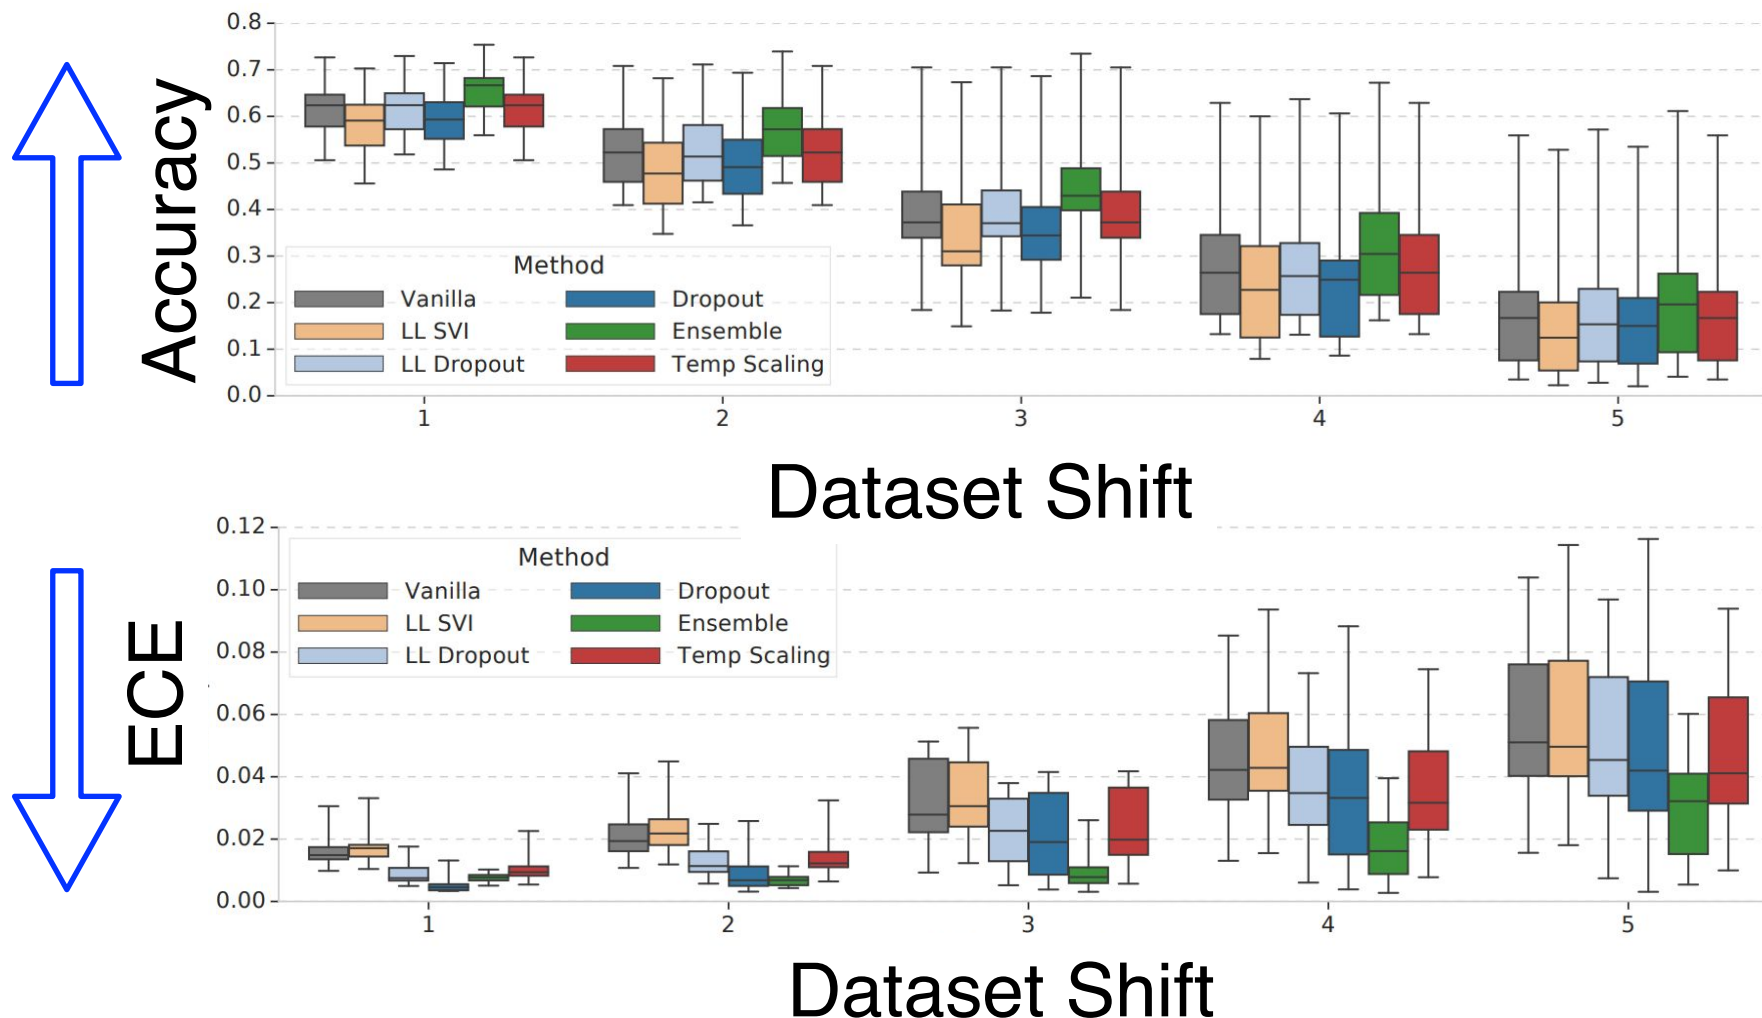 Accuracy
0.8
0.7
0.6
0.5
0.4
0.3
0.2
0.1
0.0
Method
Vanilla Dropout
LL SVI Ensemble
LL Dropout Temp Scaling
1 2 3 4 5
Dataset Shift
ECE
0.12
0.10
0.08
0.06
0.04
0.02
0.00
Method
Vanilla Dropout
LL SVI Ensemble
LL Dropout Temp Scaling
1 2 3 4 5
Dataset Shift